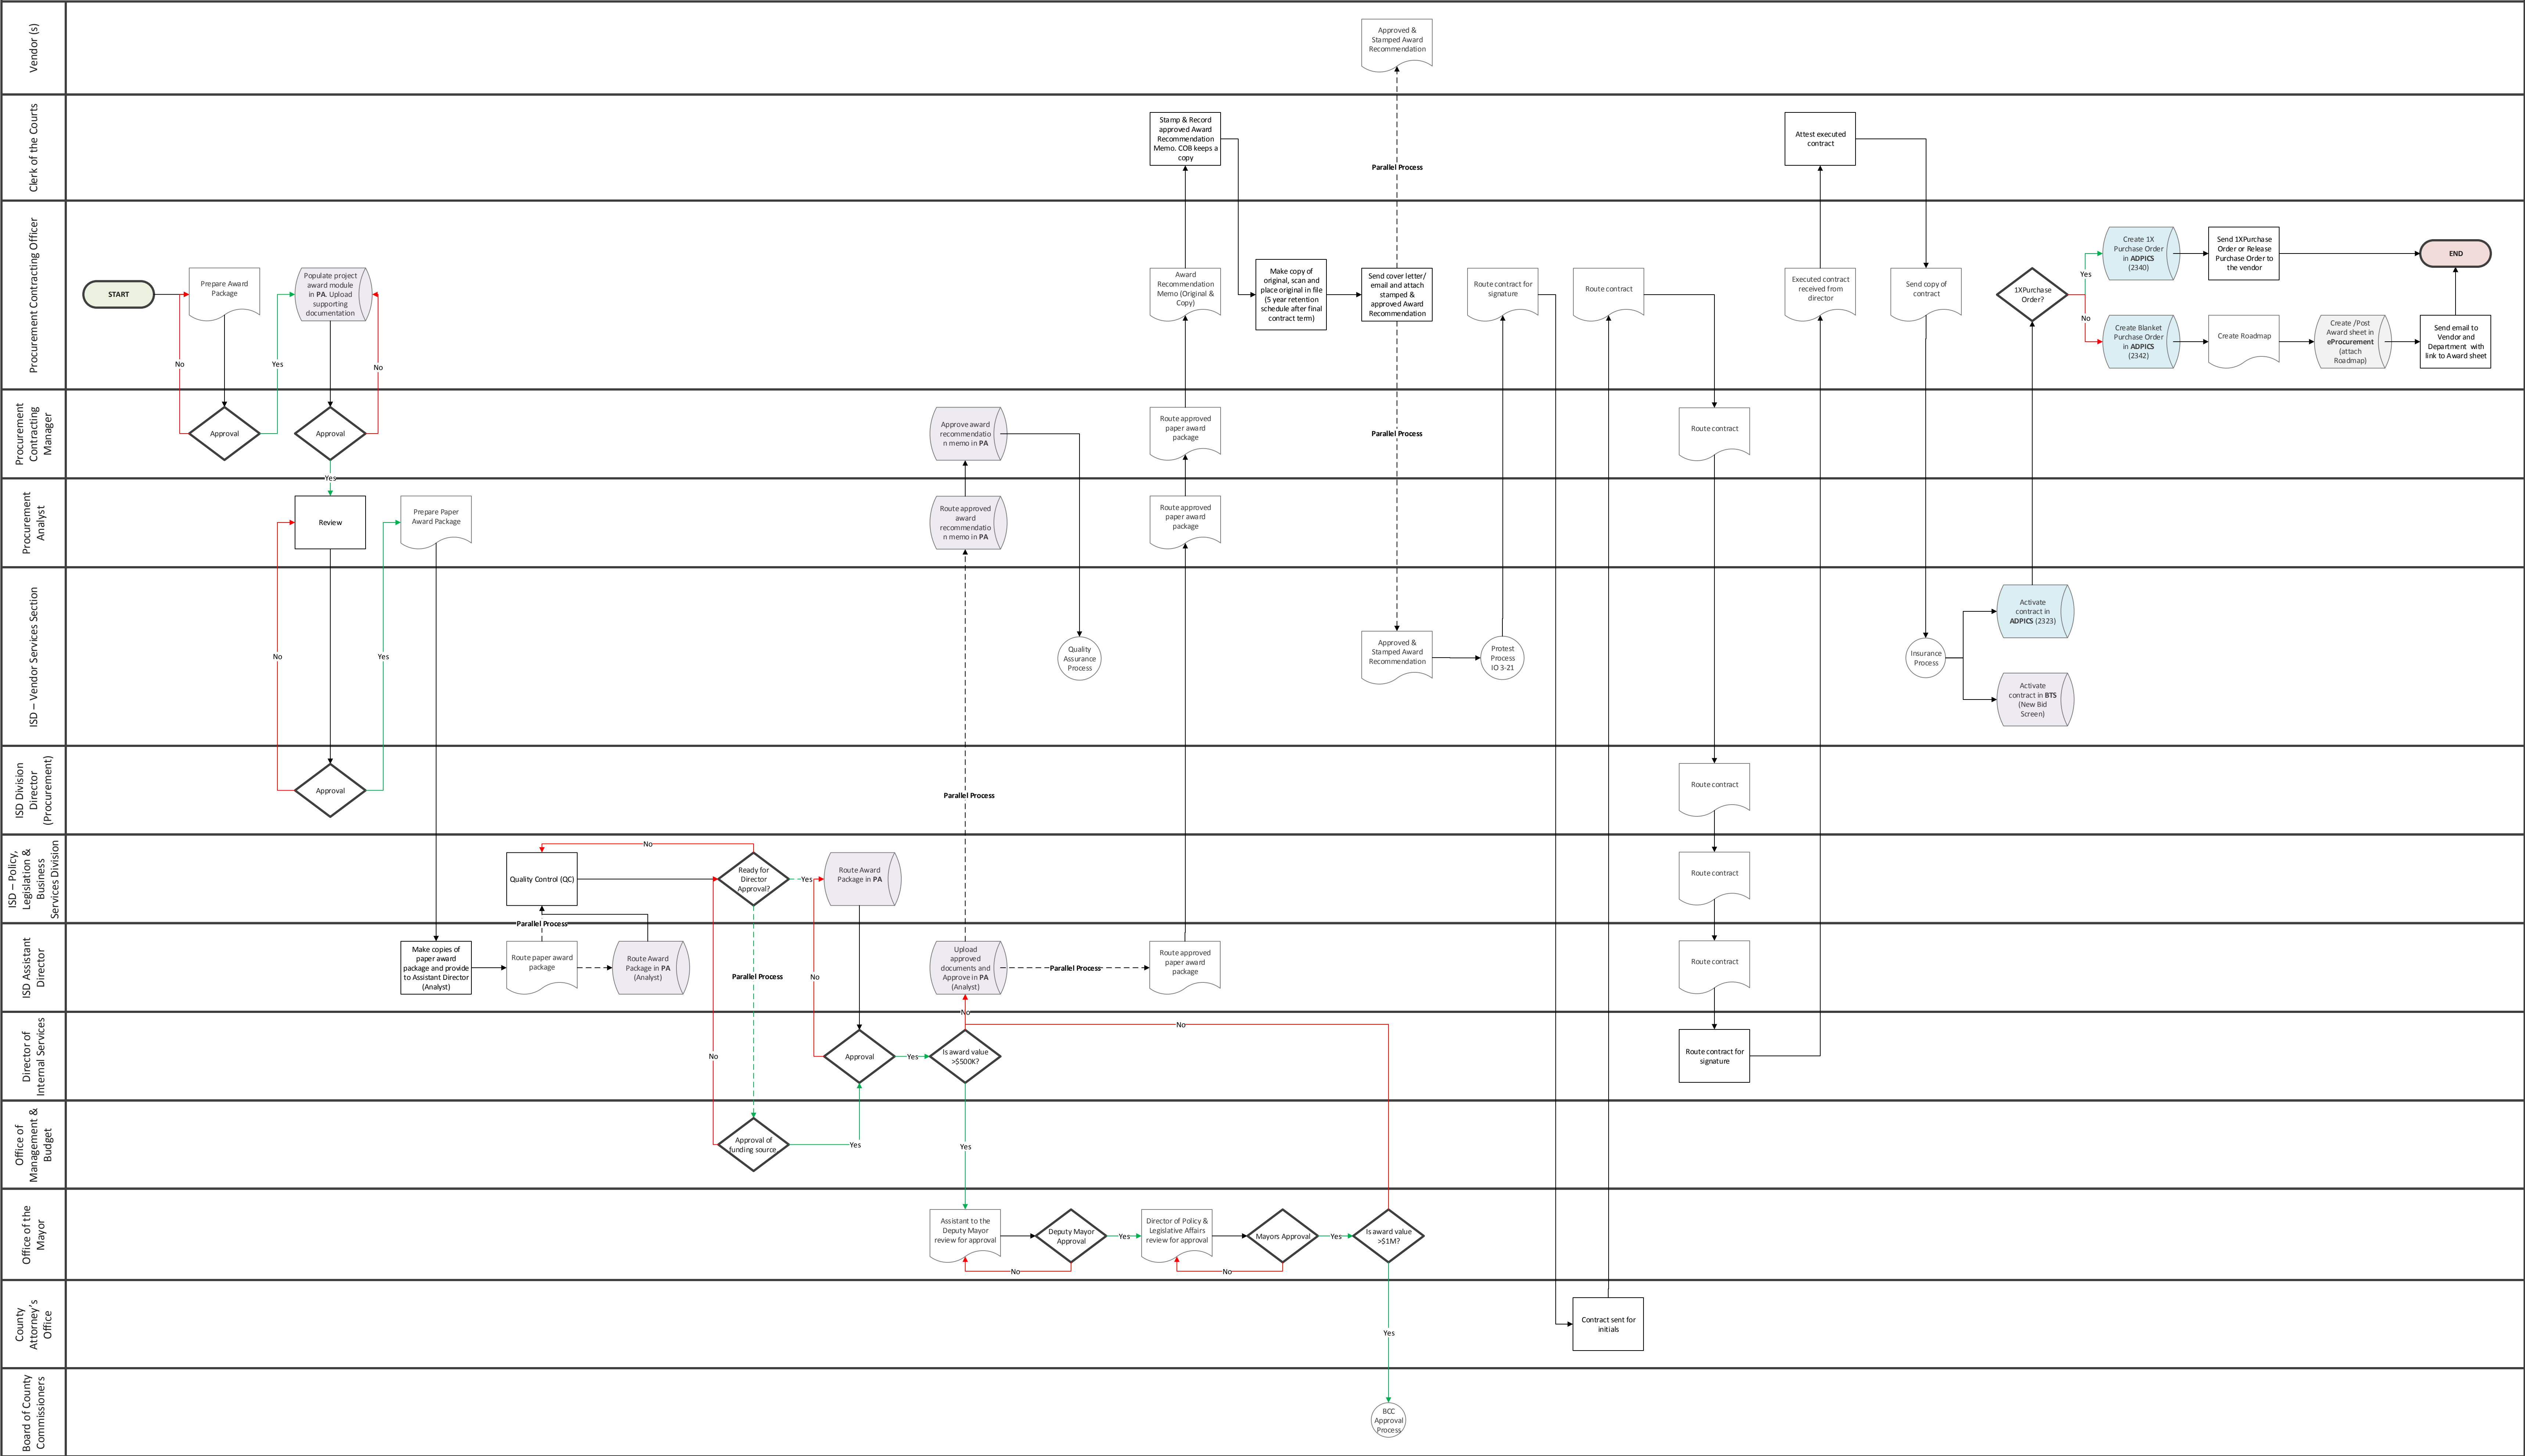 Vendor (s)
Approved &
Stamped Award
Recommendation
Clerk of the Courts
Stamp & Record
approved Award
Recommendation
Memo. COB keeps a
copy
Parallel Process
Attest executed
contract
Procurement Contracting Officer
START
Prepare Award
Package
Populate project
award module
in PA. Upload
supporting
documentation
No
Yes
No
Award
Recommendation
Memo (Original &
Copy)
Make copy of
original, scan and
place original in file
(5 year retention
schedule after final
contract term)
Send cover letter/
email and attach
stamped &
approved Award
Recommendation
Route contract for
signature
Route contract
Executed contract
received from
director
Send copy of
contract
1XPurchase
Order?
Yes
No
Create 1X
Purchase Order
in ADPICS
(2340)
Send 1XPurchase
Order or Release
Purchase Order to
the vendor
END
Create Blanket
Purchase Order
in ADPICS
(2342)
Create Roadmap
Create /Post
Award sheet in
eProcurement
(attach
Roadmap)
Send email to
Vendor and
Department with
link to Award sheet
Procurement
Contracting
Manager
Approval
Approval
Yes
Approve award
recommendatio
n memo in PA
Route approved
paper award
package
Parallel Process
Route contract
Procurement
Analyst
Review
Prepare Paper
Award Package
Route approved
award
recommendatio
n memo in PA
Route approved
paper award
package
ISD – Vendor Services Section
No
Yes
Quality
Assurance
Process
Approved &
Stamped Award
Recommendation
Protest
Process
IO 3-21
Insurance
Process
Activate
contract in
ADPICS (2323)
Activate
contract in BTS
(New Bid
Screen)
ISD Division
Director
(Procurement)
Approval
Parallel Process
Route contract
ISD – Policy,
Legislation &
Business
Services Division
Quality Control (QC)
No
Ready for
Director
Approval?
Yes
Route Award
Package in PA
Route contract
ISD Assistant
Director
Parallel Process
Make copies of
paper award
package and provide
to Assistant Director
(Analyst)
Route paper award
package
Route Award
Package in PA
(Analyst)
Parallel Process
No
Upload
approved
documents and
Approve in PA
(Analyst)
Parallel Process
Route approved
paper award
package
Route contract
Director of
Internal Services
No
Approval
Yes
No
Is award value
>$500K?
No
Route contract for
signature
Office of
Management &
Budget
Approval of
funding source
Yes
Yes
Office of the
Mayor
Assistant to the
Deputy Mayor
review for approval
Deputy Mayor
Approval
Yes
No
Director of Policy &
Legislative Affairs
review for approval
Mayors Approval
Yes
No
Is award value
>$1M?
County
Attorney's
Office
Yes
Contract sent for
initials
Board of County
Commissioners
BCC
Approval
Process